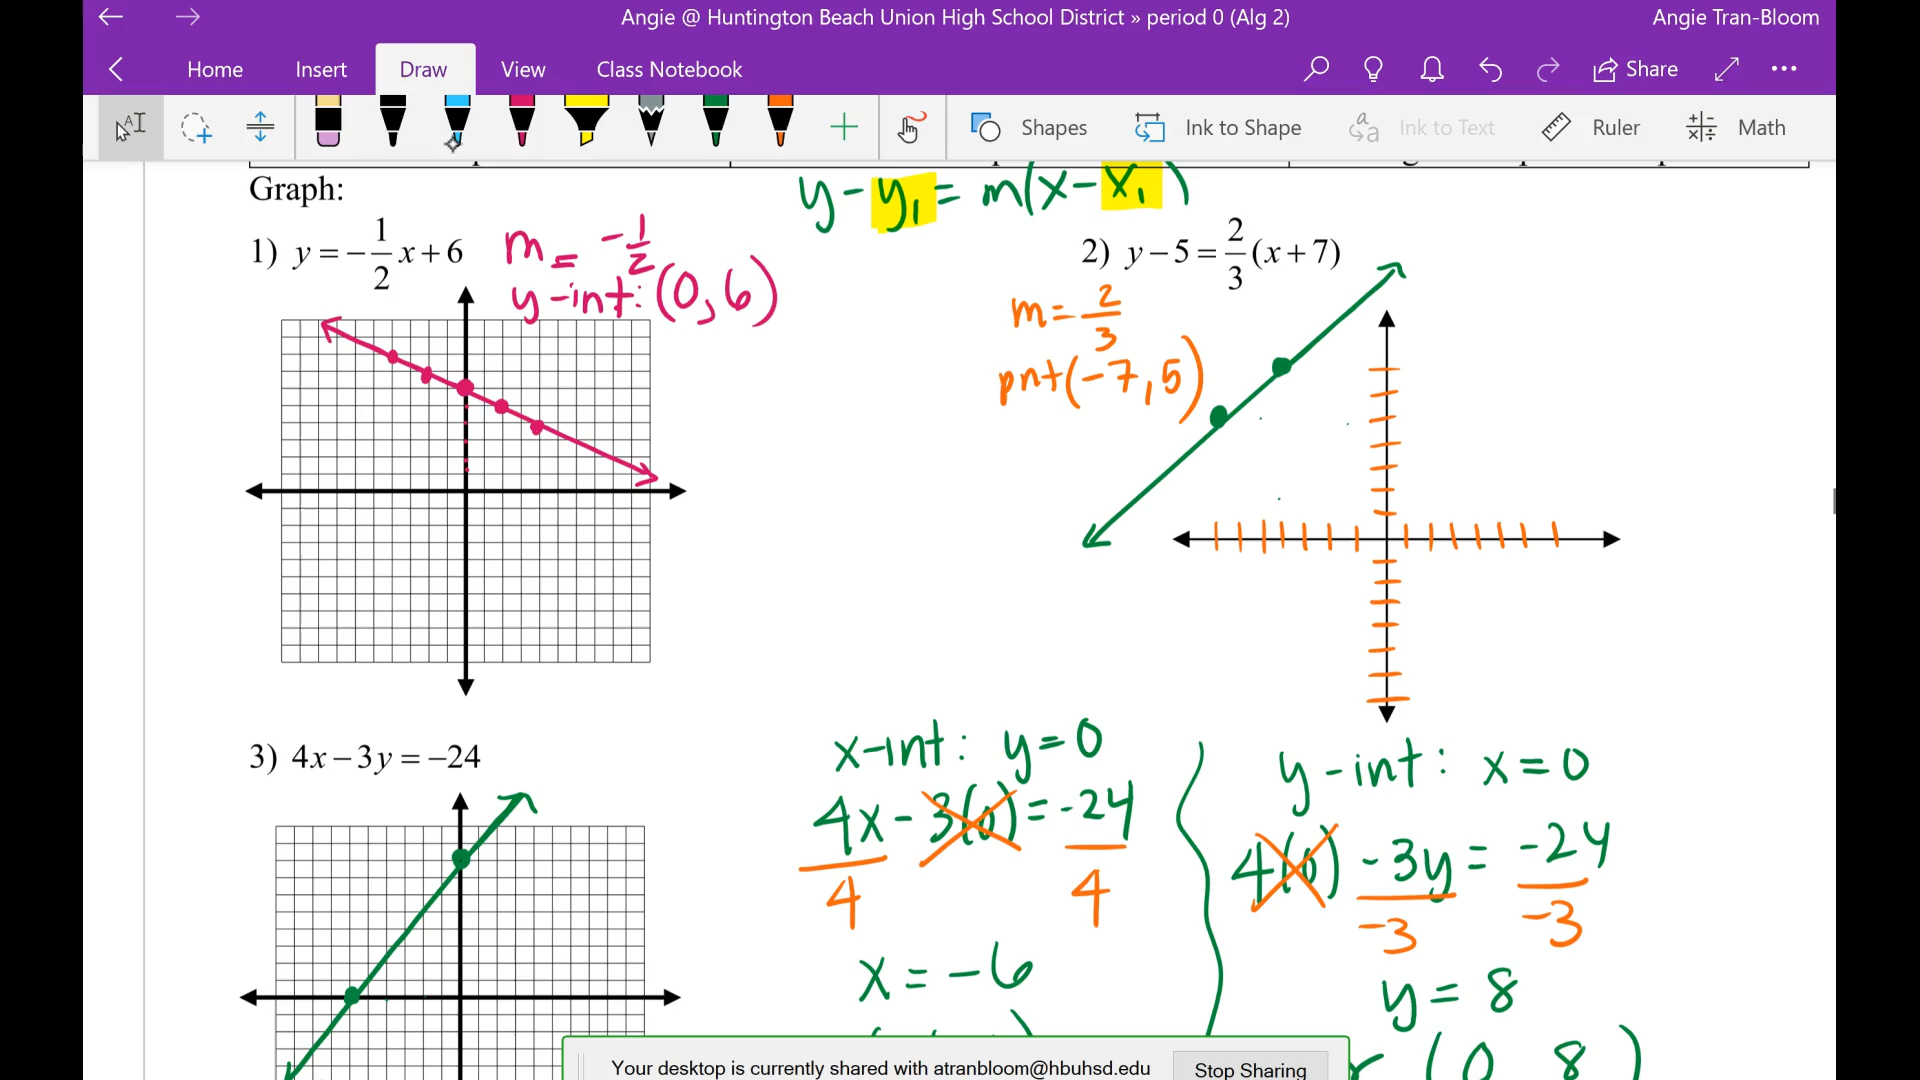 Angie @ Huntington Beach Union High School District » period 0 (Alg 2)
Angie Tran-Bloom
Home Insert Draw View Class Notebook
Share
Shapes Ink to Shape Ink to Text Ruler Math
Graph:
y - y₁ = m(x - x₁)
1) y = -1/2 x + 6
m = -1/2
y-int: (0, 6)
2) y - 5 = 2/3 (x + 7)
m = 2/3
pnt (-7, 5)
3) 4x - 3y = -24
x-int: y = 0
4x - 3(0) = -24
4 4
x = -6
y-int: x = 0
4(0) - 3y = -24
-3 -3
y = 8
(0 8)
Your desktop is currently shared with atranbloom@hbuhsd.edu
Stop Sharing